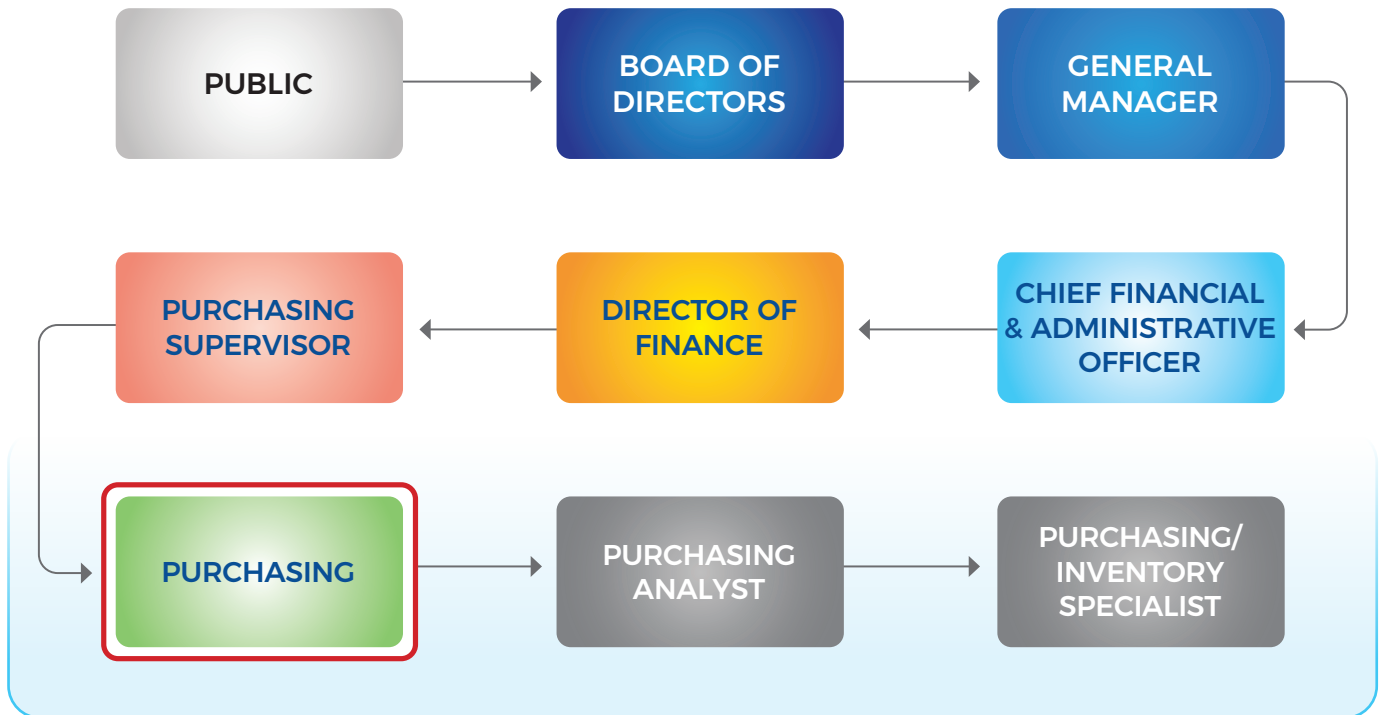 PUBLIC
BOARD OF
DIRECTORS
GENERAL
MANAGER
PURCHASING
SUPERVISOR
DIRECTOR OF
FINANCE
CHIEF FINANCIAL
& ADMINISTRATIVE
OFFICER
PURCHASING
PURCHASING
ANALYST
PURCHASING/
INVENTORY
SPECIALIST